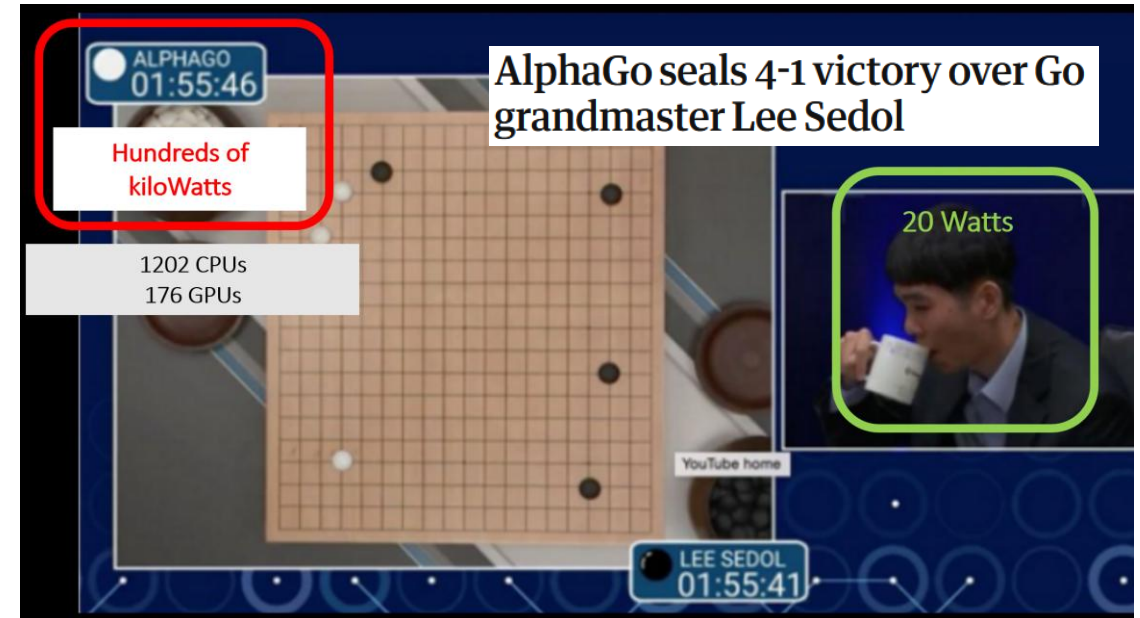 ALPHAGO
01:55:46
AlphaGo seals 4-1 victory over Go
grandmaster Lee Sedol
Hundreds of
kiloWatts
1202 CPUs
176 GPUs
20 Watts
YouTube home
LEE SEDOL
01:55:41